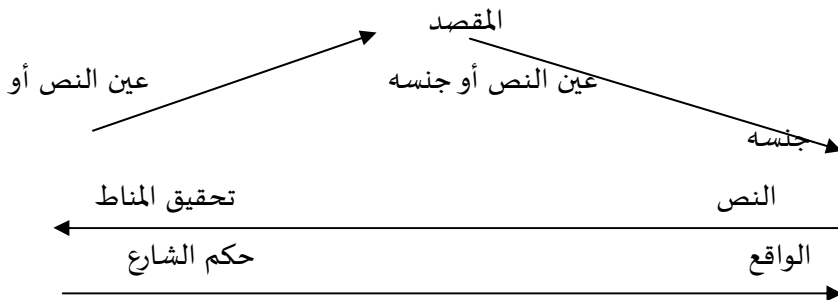 المقصد
عين النص أو جنسه عين النص أو
جنسه
النص تحقيق المناط
الواقع حكم الشارع